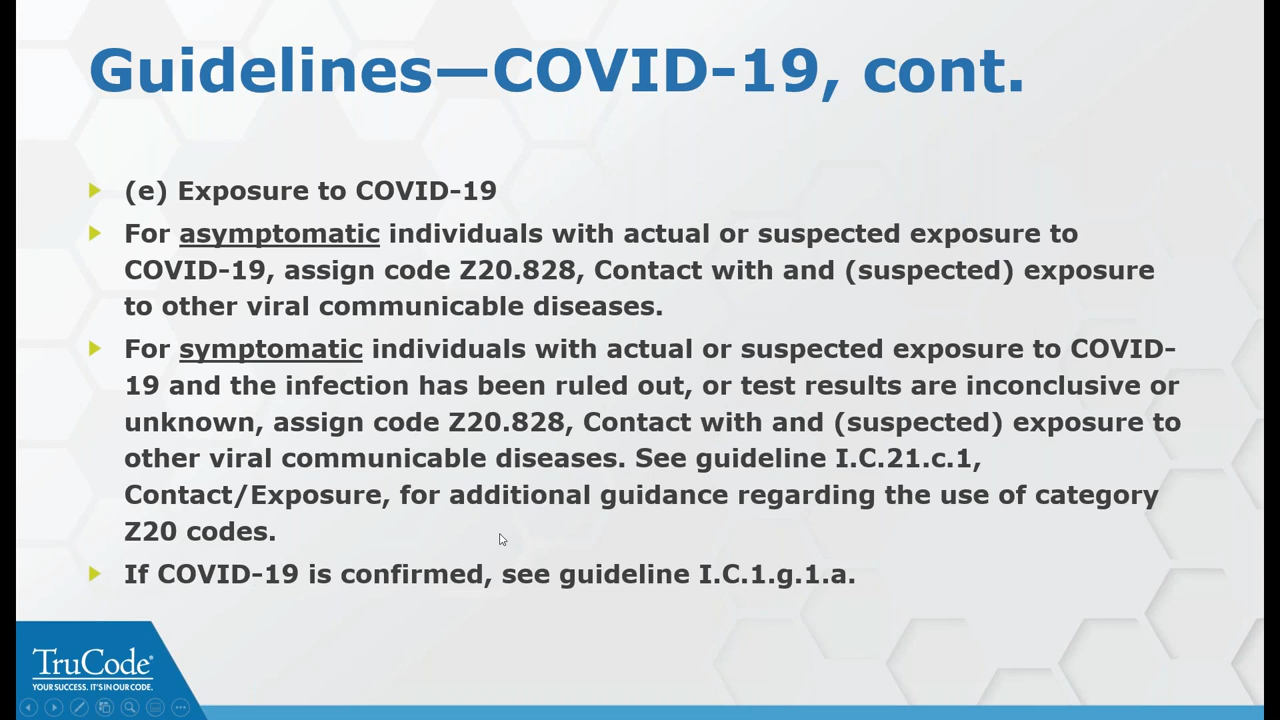 Guidelines—COVID-19, cont.
(e) Exposure to COVID-19
For asymptomatic individuals with actual or suspected exposure to
COVID-19, assign code Z20.828, Contact with and (suspected) exposure
to other viral communicable diseases.
For symptomatic individuals with actual or suspected exposure to COVID-
19 and the infection has been ruled out, or test results are inconclusive or
unknown, assign code Z20.828, Contact with and (suspected) exposure to
other viral communicable diseases. See guideline I.C.21.c.1,
Contact/Exposure, for additional guidance regarding the use of category
Z20 codes.
If COVID-19 is confirmed, see guideline I.C.1.g.1.a.
TruCode®
YOUR SUCCESS. IT'S IN OUR CODE.